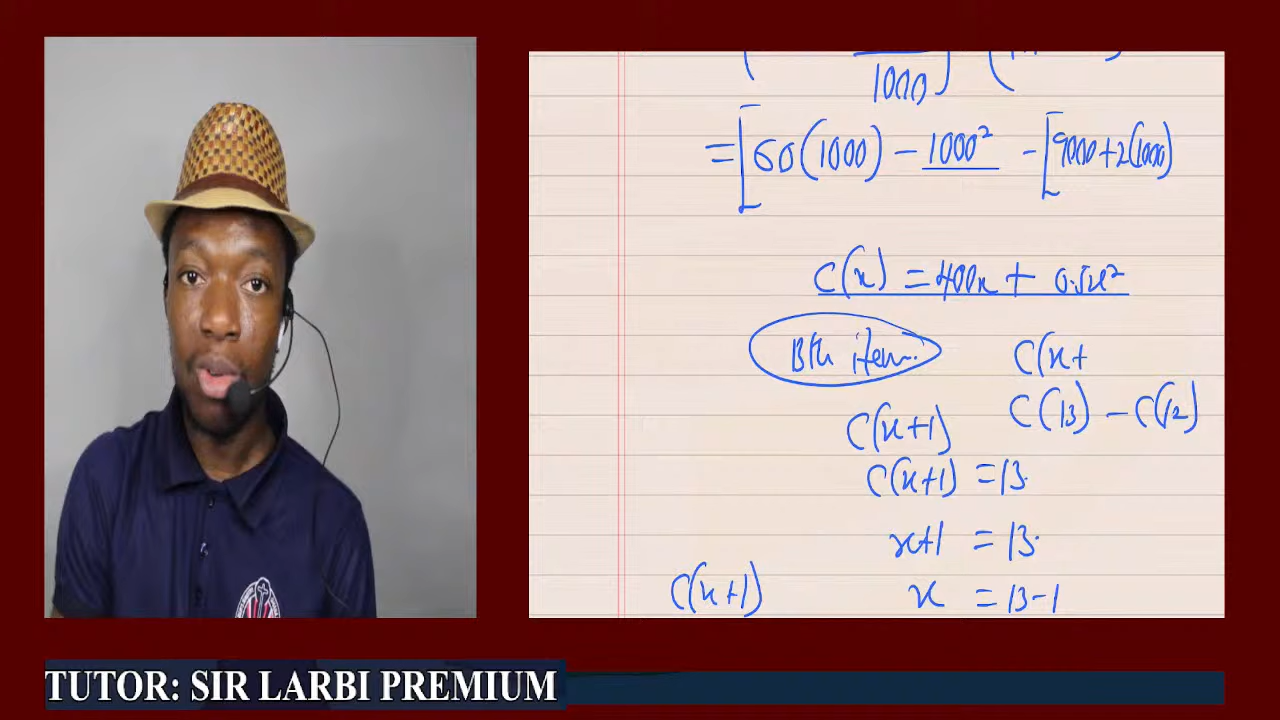 1000
= [60(1000) - 1000² - [9000+2(1000)
C(x) = 400x + 0.5x²
13th item.
C(x+
C(13) - C(12)
C(x+1)
C(x+1) = 13.
x+1 = 13.
C(x+1)
x = 13-1
TUTOR: SIR LARBI PREMIUM